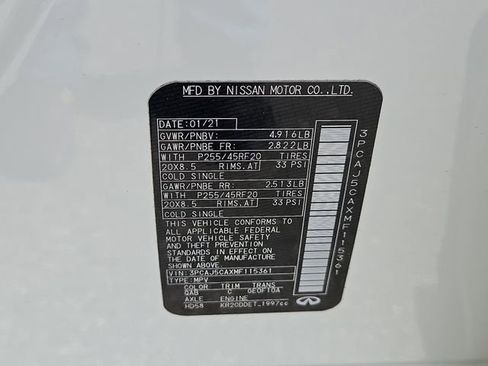 MFD BY NISSAN MOTOR CO.,LTD.
DATE:01/21
GVWR/PNBV: 4.916LB
GAWR/PNBE FR: 2.822LB
WITH P255/45RF20 TIRES
20X8.5 RIMS.AT 33 PSI
COLD SINGLE
GAWR/PNBE RR: 2.513LB
WITH P255/45RF20 TIRES
20X8.5 RIMS.AT 33 PSI
COLD SINGLE
THIS VEHICLE CONFORMS TO
ALL APPLICABLE FEDERAL
MOTOR VEHICLE SAFETY
STANDARDS IN EFFECT ON THE
DATE OF MANUFACTURE
SHOWN ABOVE.
VIN: 3PCAJ5CAXMF115361
TYPE: MPV
COLOR TRIM TRANS
QAB C 0E0F10A
AXLE ENGINE
HD58 KR20DDET 1997cc
3PCAJ5CAXMF115361